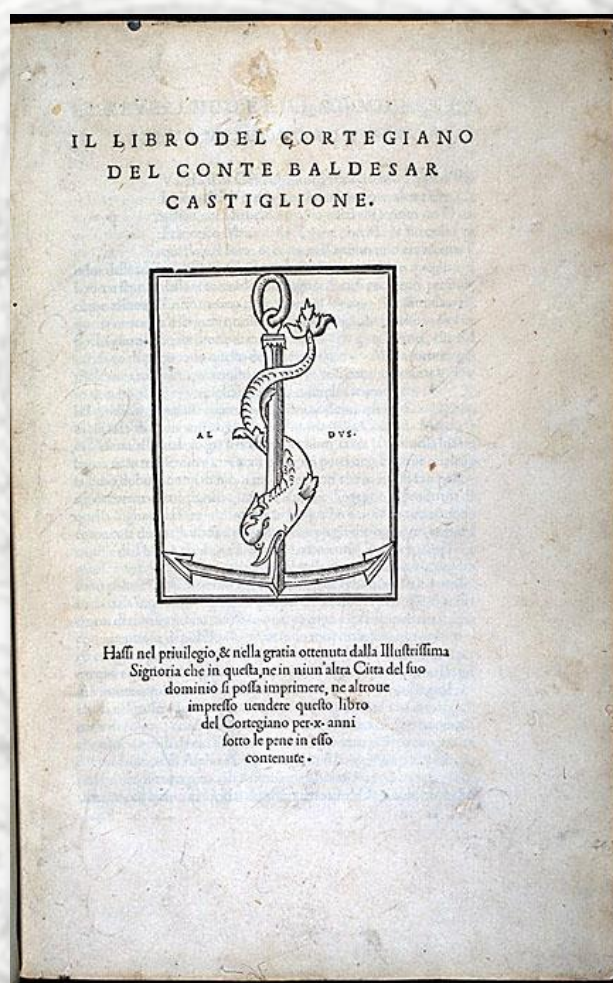 IL LIBRO DEL CORTEGIANO
DEL CONTE BALDESAR
CASTIGLIONE.
AL DVS.
Haſſi nel priuilegio,& nella gratia ottenuta dalla Illuſtriſſima
Signoria che in queſta,ne in niun'altra Citta del ſuo
dominio ſi poſſa imprimere, ne altroue
impreſſo uendere queſto libro
del Cortegiano per·x· anni
ſotto le pene in eſſo
contenute ·